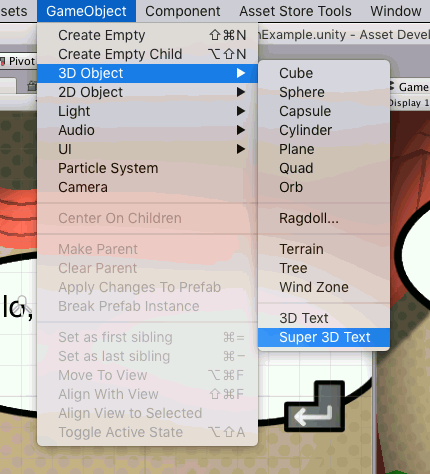 sets GameObject Component Asset Store Tools Window
Create Empty ⇧⌘N
nExample.unity - Asset Devel
Create Empty Child ⌥⇧N
Pivot
3D Object ▶
2D Object ▶
Light ▶
Audio ▶
UI ▶
Particle System
Camera
Center On Children
Make Parent
Clear Parent
Apply Changes To Prefab
Break Prefab Instance
Set as first sibling ⌘=
Set as last sibling ⌘-
Move To View ⌥⌘F
Align With View ⇧⌘F
Align View to Selected
Toggle Active State ⌥⇧A
Cube
Sphere
Capsule
Cylinder
Plane
Quad
Orb
Ragdoll...
Terrain
Tree
Wind Zone
3D Text
Super 3D Text
Game
Display 1
lo,